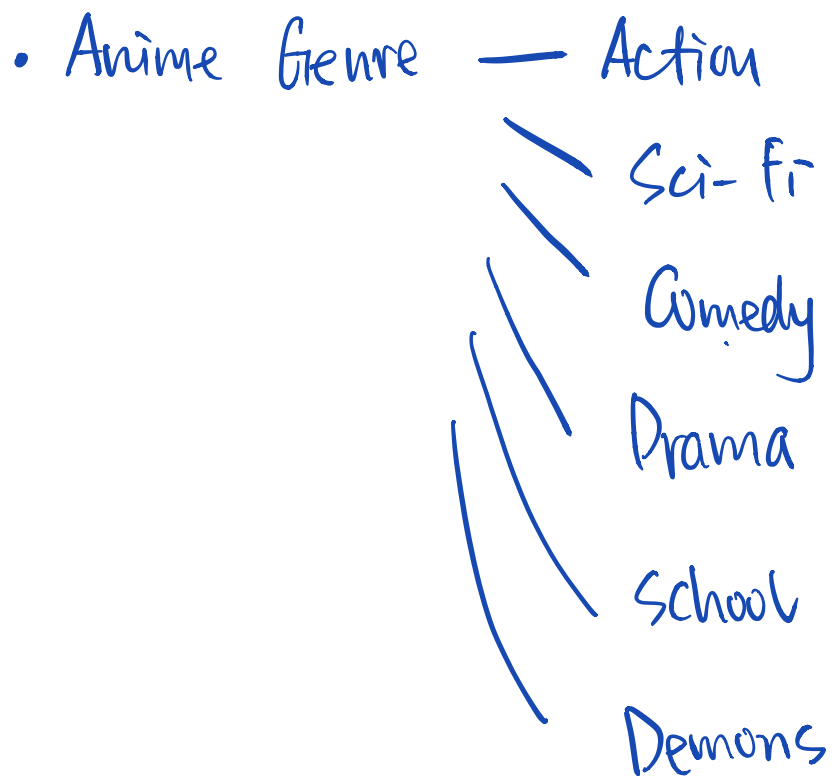 • Anime Genre — Action
Sci-Fi
Comedy
Drama
School
Demons